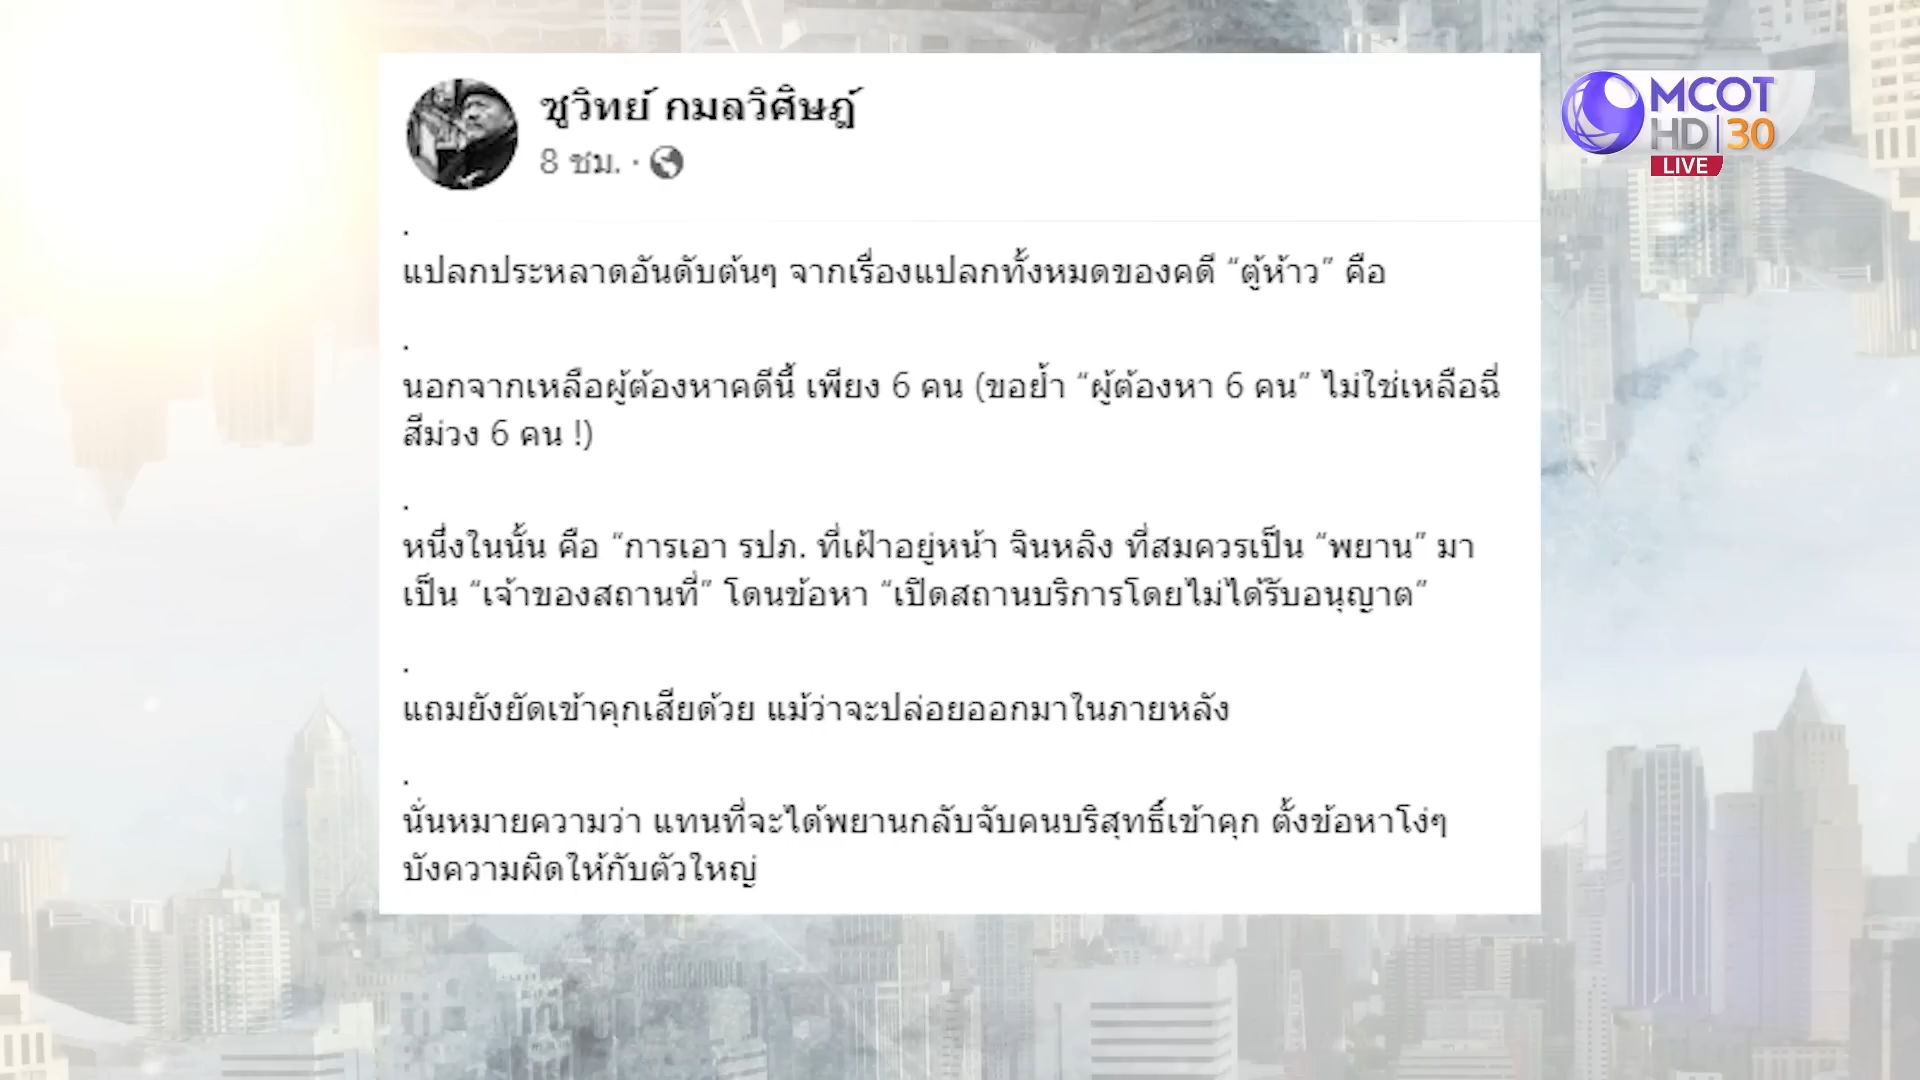 ชูวิทย์ กมลวิศิษฎ์
8 ชม. ·
MCOT
HD 30
LIVE
.
แปลกประหลาดอันดับต้นๆ จากเรื่องแปลกทั้งหมดของคดี “ตู้ห้าว” คือ
.
นอกจากเหลือผู้ต้องหาคดีนี้ เพียง 6 คน (ขอย้ำ “ผู้ต้องหา 6 คน” ไม่ใช่เหลือฉี่
สีม่วง 6 คน !)
.
หนึ่งในนั้น คือ “การเอา รปภ. ที่เฝ้าอยู่หน้า จินหลิง ที่สมควรเป็น “พยาน” มา
เป็น “เจ้าของสถานที่” โดนข้อหา “เปิดสถานบริการโดยไม่ได้รับอนุญาต”
.
แถมยังยัดเข้าคุกเสียด้วย แม้ว่าจะปล่อยออกมาในภายหลัง
.
นั่นหมายความว่า แทนที่จะได้พยานกลับจับคนบริสุทธิ์เข้าคุก ตั้งข้อหาโง่ๆ
บังความผิดให้กับตัวใหญ่